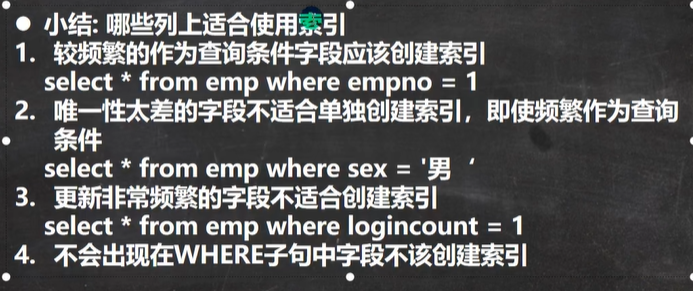 ● 小结: 哪些列上适合使用索引
1. 较频繁的作为查询条件字段应该创建索引
select * from emp where empno = 1
2. 唯一性太差的字段不适合单独创建索引，即使频繁作为查询
条件
select * from emp where sex = '男‘
3. 更新非常频繁的字段不适合创建索引
select * from emp where logincount = 1
4. 不会出现在WHERE子句中字段不该创建索引